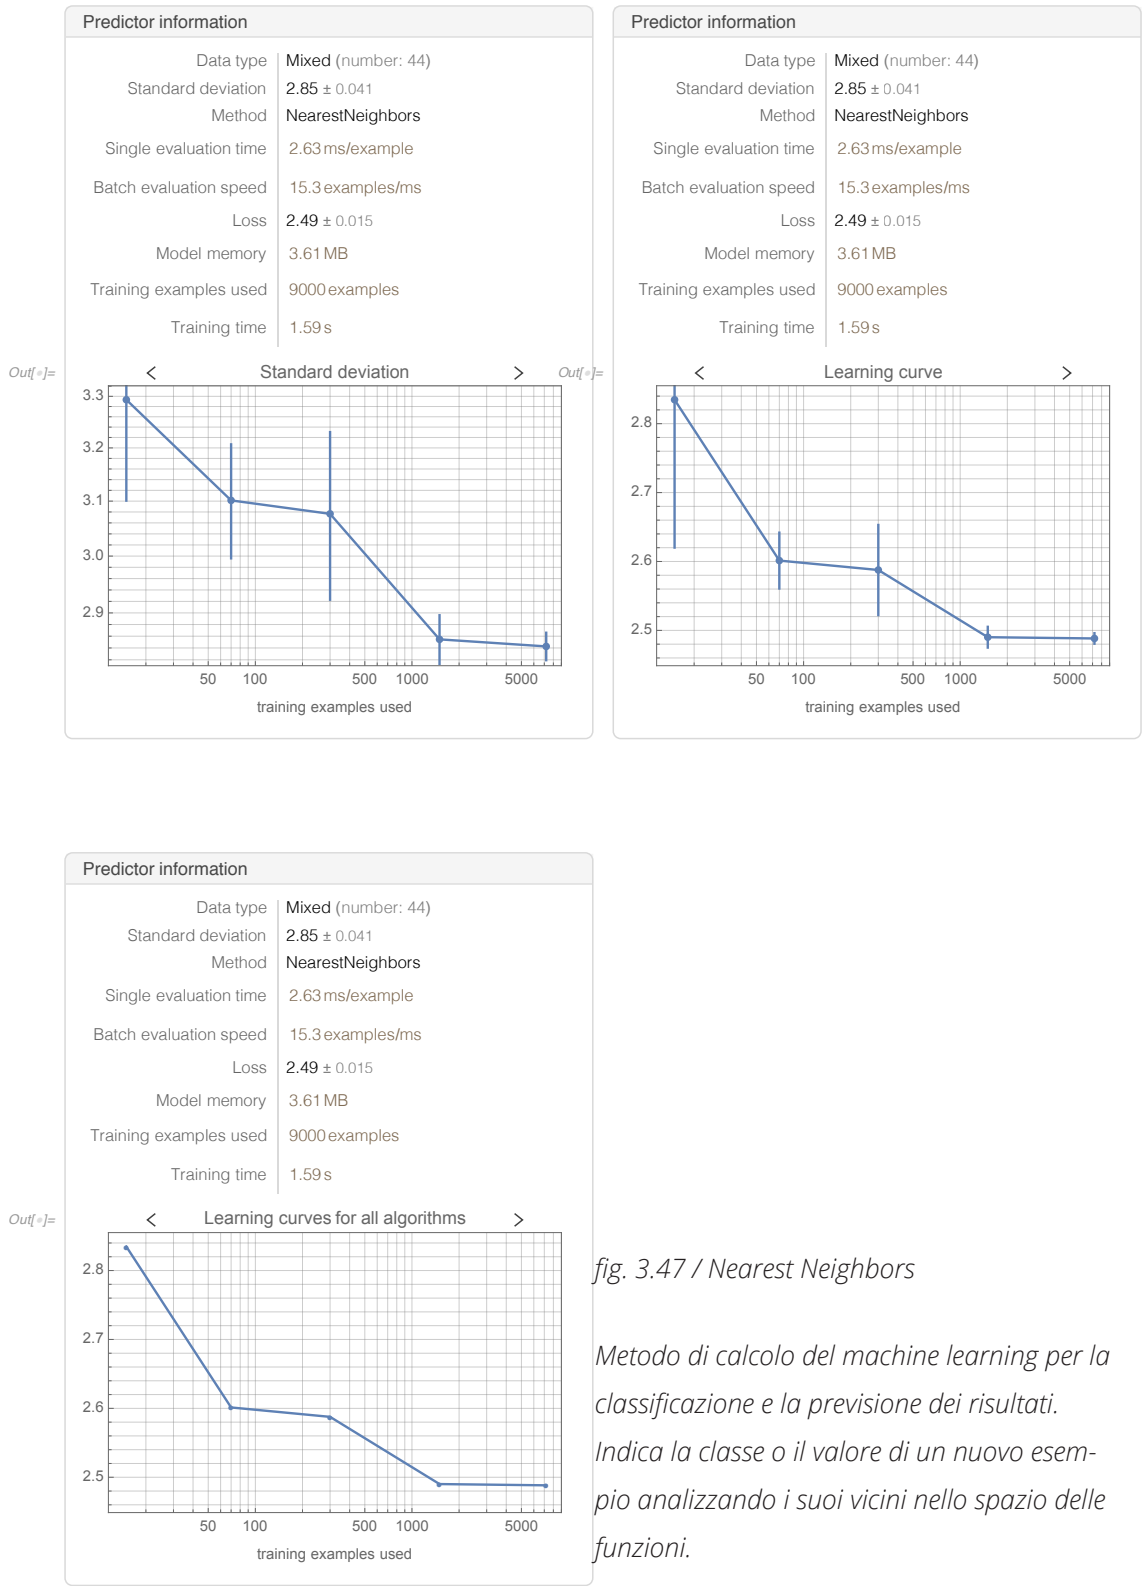 Predictor information
Data type Mixed (number: 44)
Standard deviation 2.85 ± 0.041
Method NearestNeighbors
Single evaluation time 2.63 ms/example
Batch evaluation speed 15.3 examples/ms
Loss 2.49 ± 0.015
Model memory 3.61 MB
Training examples used 9000 examples
Training time 1.59 s
Out[•]=
< Standard deviation >
3.3
3.2
3.1
3.0
2.9
50 100 500 1000 5000
training examples used
Predictor information
Data type Mixed (number: 44)
Standard deviation 2.85 ± 0.041
Method NearestNeighbors
Single evaluation time 2.63 ms/example
Batch evaluation speed 15.3 examples/ms
Loss 2.49 ± 0.015
Model memory 3.61 MB
Training examples used 9000 examples
Training time 1.59 s
Out[•]=
< Learning curve >
2.8
2.7
2.6
2.5
50 100 500 1000 5000
training examples used
Predictor information
Data type Mixed (number: 44)
Standard deviation 2.85 ± 0.041
Method NearestNeighbors
Single evaluation time 2.63 ms/example
Batch evaluation speed 15.3 examples/ms
Loss 2.49 ± 0.015
Model memory 3.61 MB
Training examples used 9000 examples
Training time 1.59 s
Out[•]=
< Learning curves for all algorithms >
2.8
2.7
2.6
2.5
50 100 500 1000 5000
training examples used
fig. 3.47 / Nearest Neighbors
Metodo di calcolo del machine learning per la
classificazione e la previsione dei risultati.
Indica la classe o il valore di un nuovo esem-
pio analizzando i suoi vicini nello spazio delle
funzioni.